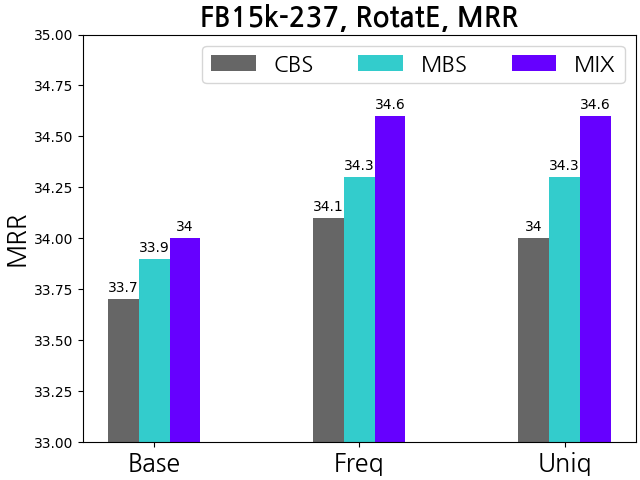 FB15k-237, RotatE, MRR
CBS MBS MIX
MRR
35.00
34.75
34.50
34.25
34.00
33.75
33.50
33.25
33.00
33.7 33.9 34
34.1 34.3 34.6
34 34.3 34.6
Base Freq Uniq